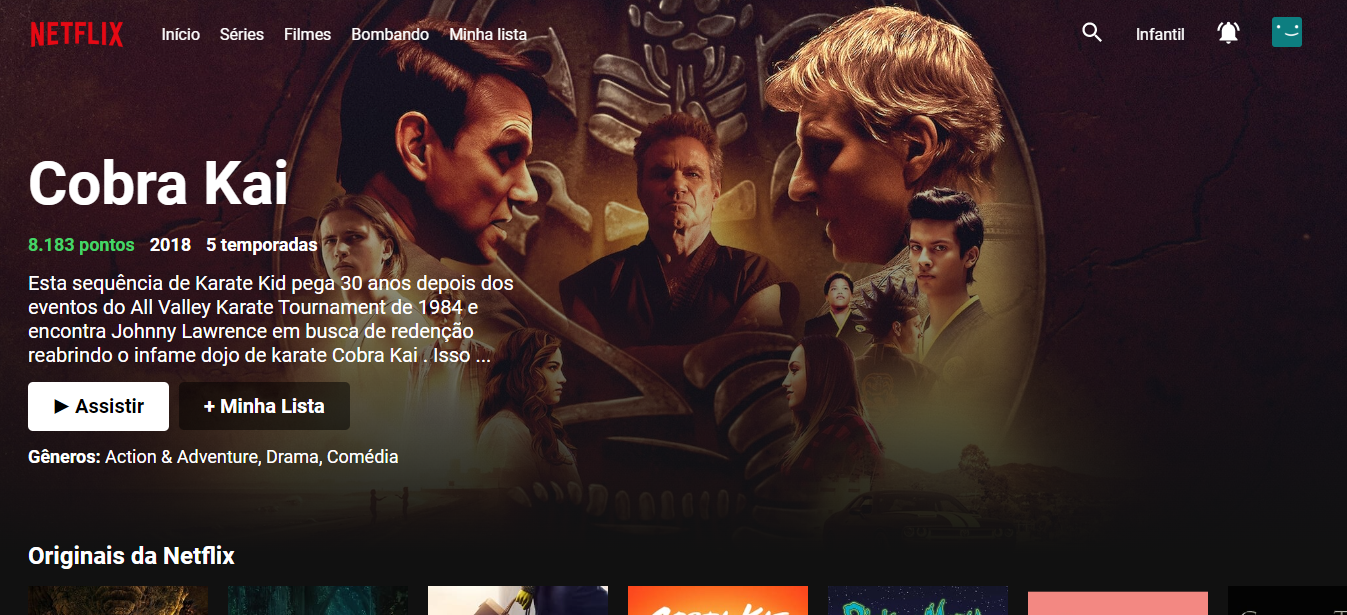 NETFLIX Início Séries Filmes Bombando Minha lista Infantil
Cobra Kai
8.183 pontos 2018 5 temporadas
Esta sequência de Karate Kid pega 30 anos depois dos
eventos do All Valley Karate Tournament de 1984 e
encontra Johnny Lawrence em busca de redenção
reabrindo o infame dojo de karate Cobra Kai . Isso ...
▶ Assistir + Minha Lista
Gêneros: Action & Adventure, Drama, Comédia
Originais da Netflix
COBRA KAI